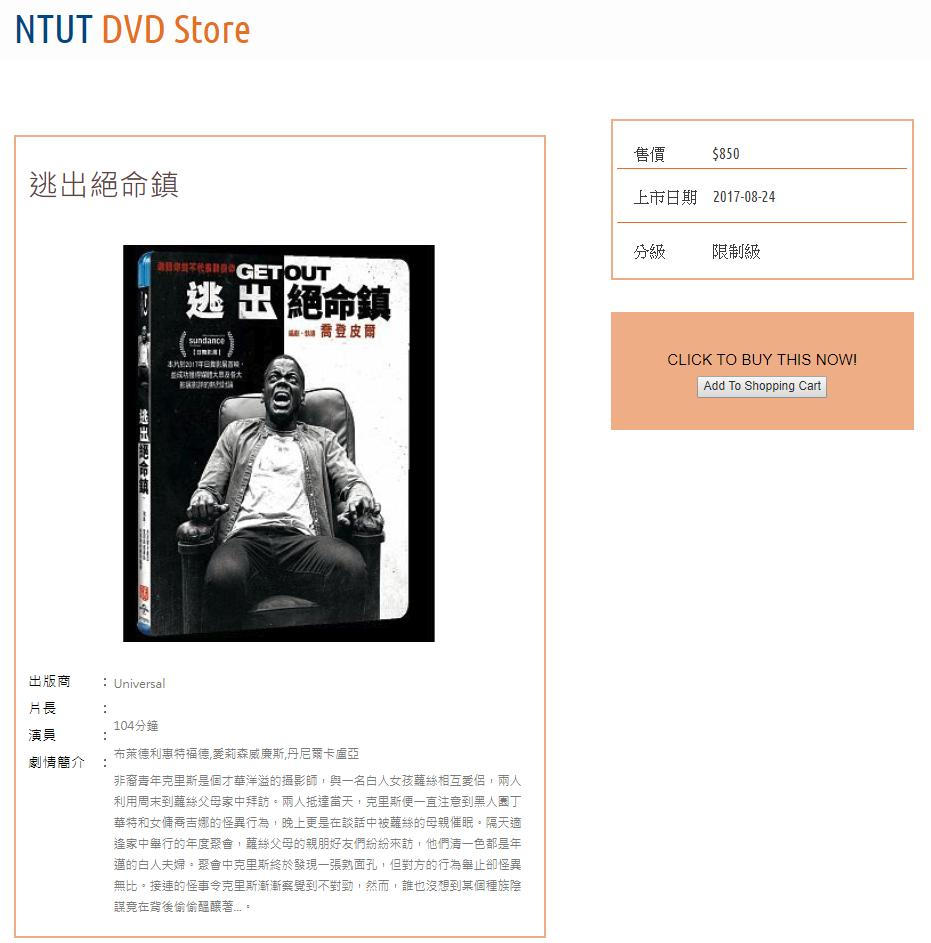 NTUT DVD Store
逃出絕命鎮
GET OUT
逃出絕命鎮
編劇·執導 喬登皮爾
sundance
逃出絕命鎮
出版商 : Universal
片長 : 104分鐘
演員 : 布萊德利惠特福德,愛莉森威廉斯,丹尼爾卡盧亞
劇情簡介 : 非裔青年克里斯是個才華洋溢的攝影師，與一名白人女孩蘿絲相互愛侶，兩人
利用周末到蘿絲父母家中拜訪。兩人抵達當天，克里斯便一直注意到黑人園丁
華特和女傭喬吉娜的怪異行為，晚上更是在談話中被蘿絲的母親催眠。隔天適
逢家中舉行的年度聚會，蘿絲父母的親朋好友們紛紛來訪，他們清一色都是年
邁的白人夫婦。聚會中克里斯終於發現一張熟面孔，但對方的行為舉止卻怪異
無比。接連的怪事令克里斯漸漸察覺到不對勁，然而，誰也沒想到某個種族陰
謀竟在背後偷偷醞釀著...。
售價 $850
上市日期 2017-08-24
分級 限制級
CLICK TO BUY THIS NOW!
Add To Shopping Cart